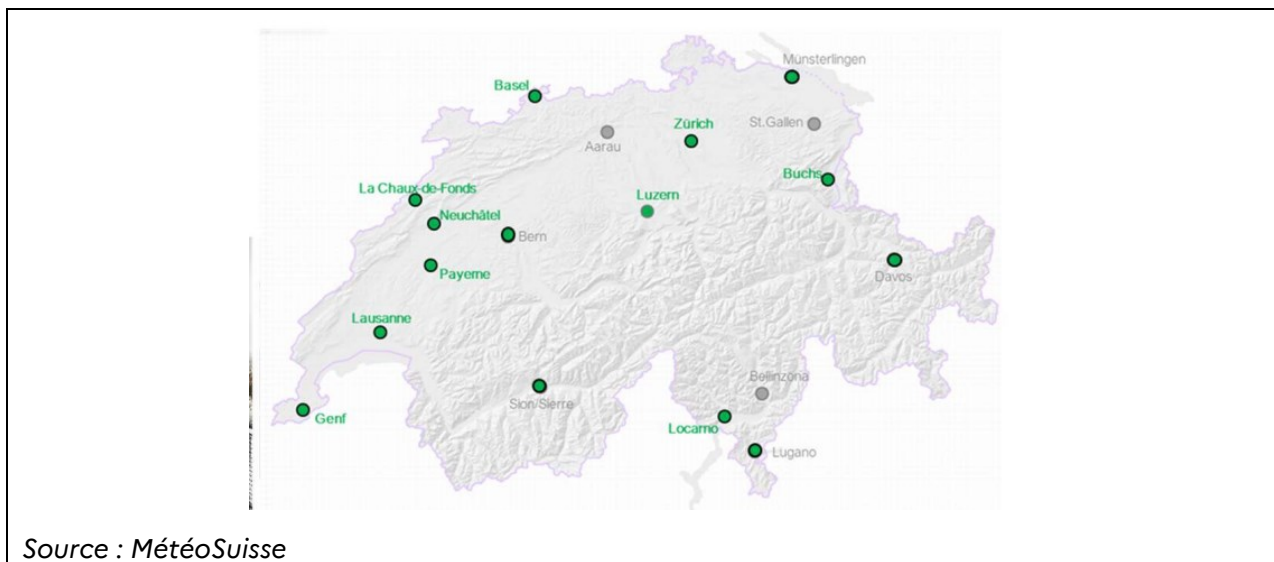 Münsterlingen
Basel
Zürich
St.Gallen
Aarau
Buchs
La Chaux-de-Fonds
Luzern
Neuchâtel
Bern
Davos
Payerne
Lausanne
Bellinzona
Sion/Sierre
Genf
Locarno
Lugano
Source : MétéoSuisse